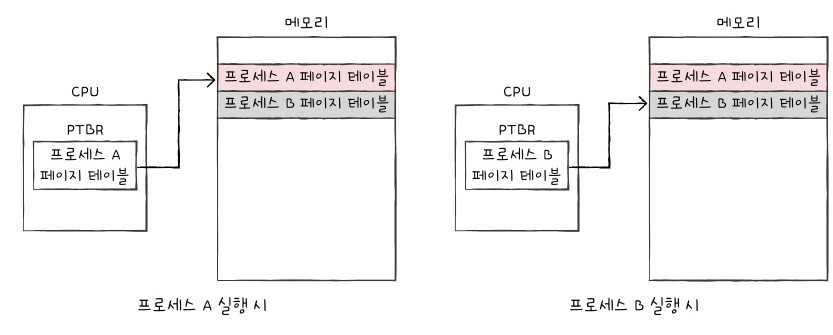 메모리
프로세스 A 페이지 테이블
프로세스 B 페이지 테이블
CPU
PTBR
프로세스 A
페이지 테이블
프로세스 A 실행 시
메모리
프로세스 A 페이지 테이블
프로세스 B 페이지 테이블
CPU
PTBR
프로세스 B
페이지 테이블
프로세스 B 실행 시